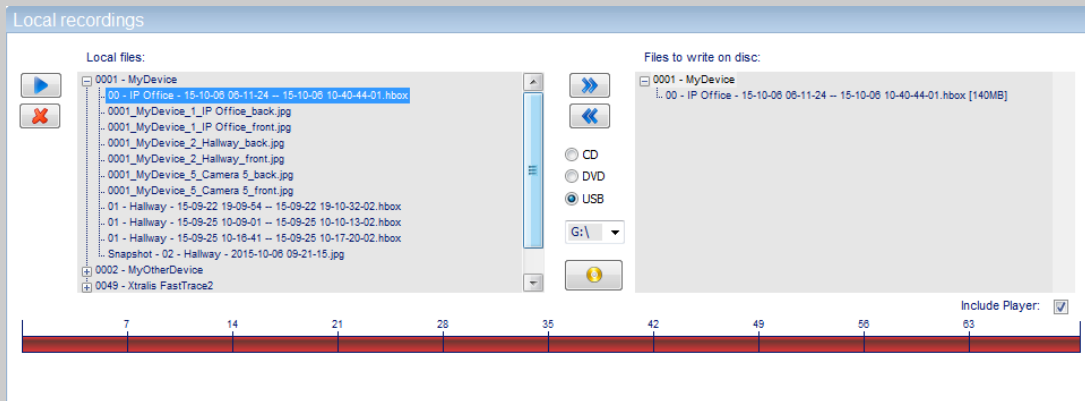 Local recordings
Local files:
0001 - MyDevice
00 - IP Office - 15-10-06 06-11-24 -- 15-10-06 10-40-44-01.hbox
0001_MyDevice_1_IP Office_back.jpg
0001_MyDevice_1_IP Office_front.jpg
0001_MyDevice_2_Hallway_back.jpg
0001_MyDevice_2_Hallway_front.jpg
0001_MyDevice_5_Camera 5_back.jpg
0001_MyDevice_5_Camera 5_front.jpg
01 - Hallway - 15-09-22 19-09-54 -- 15-09-22 19-10-32-02.hbox
01 - Hallway - 15-09-25 10-09-01 -- 15-09-25 10-10-13-02.hbox
01 - Hallway - 15-09-25 10-16-41 -- 15-09-25 10-17-20-02.hbox
Snapshot - 02 - Hallway - 2015-10-06 09-21-15.jpg
0002 - MyOtherDevice
0049 - Xtralis FastTrace2
CD
DVD
USB
G:\
Files to write on disc:
0001 - MyDevice
00 - IP Office - 15-10-06 06-11-24 -- 15-10-06 10-40-44-01.hbox [140MB]
Include Player:
7 14 21 28 35 42 49 56 63